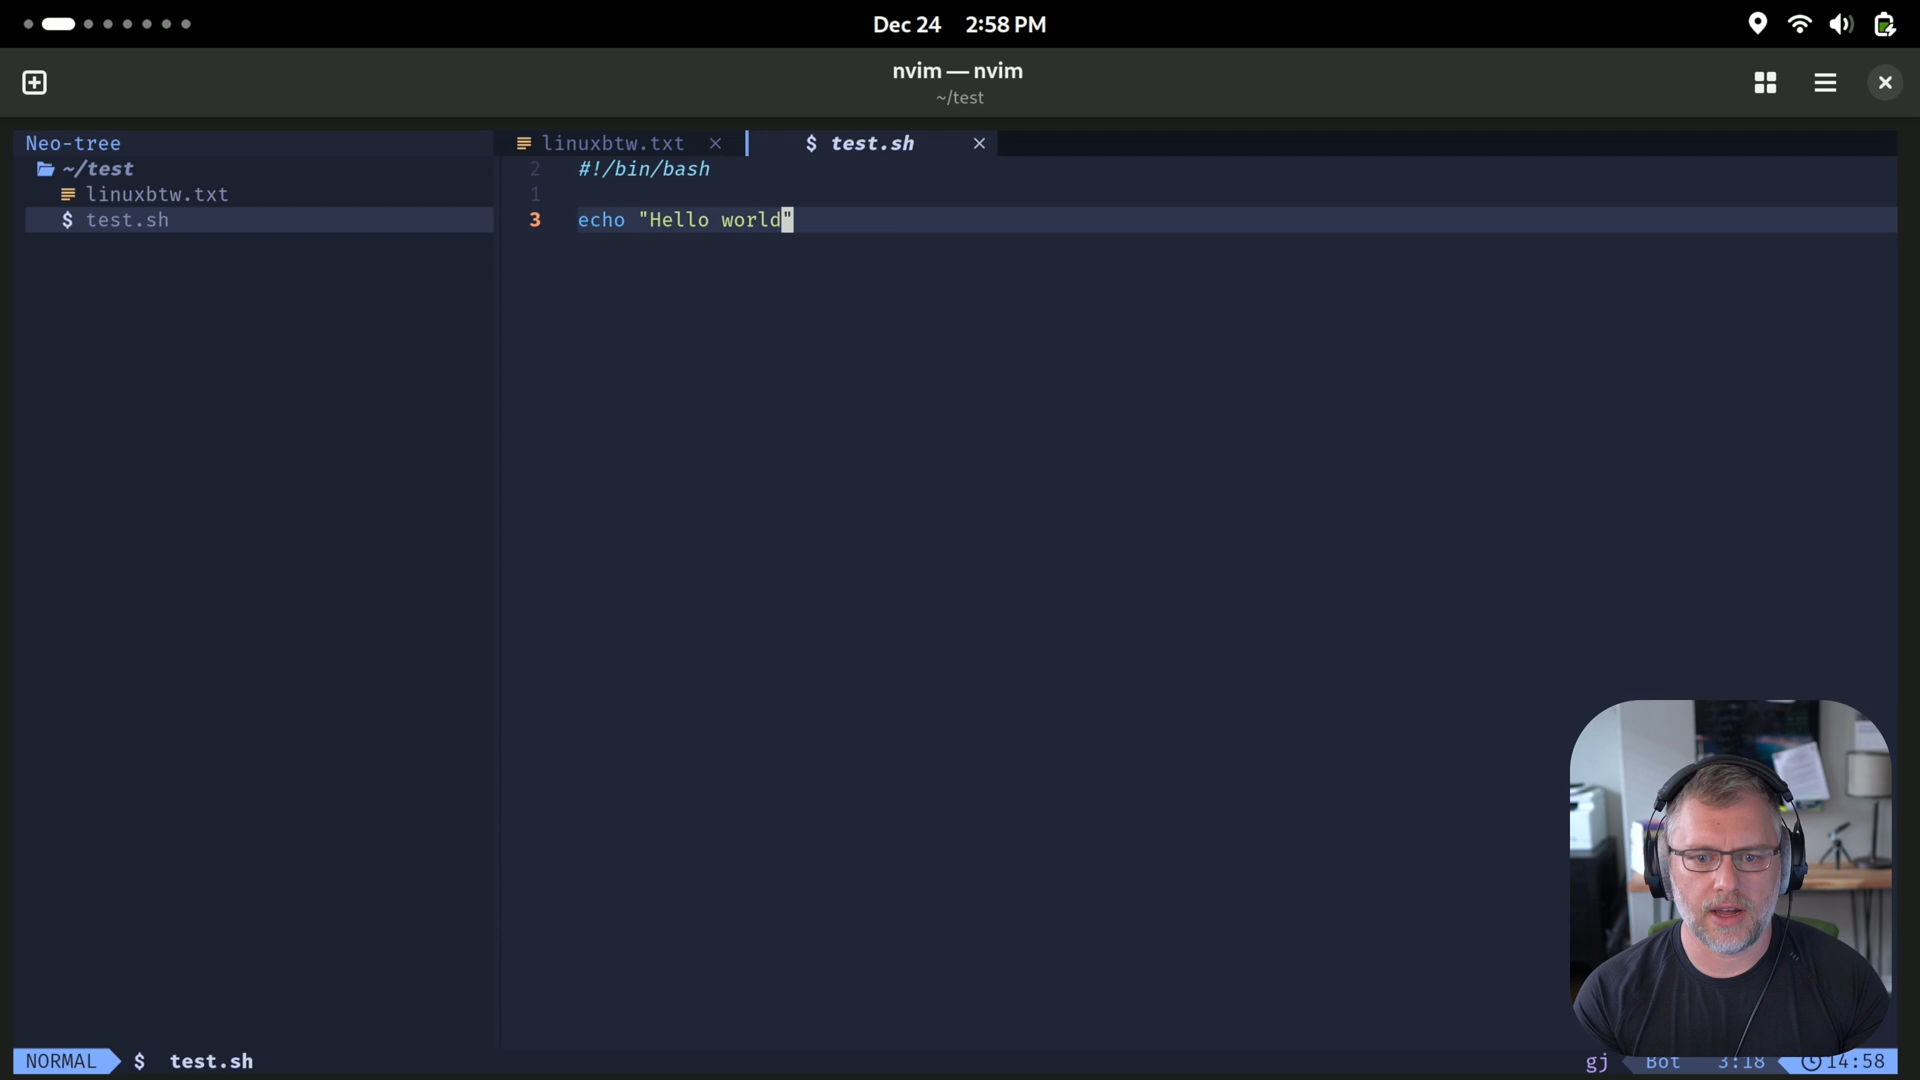 Dec 24 2:58 PM
nvim — nvim
~/test
Neo-tree
linuxbtw.txt ×
$ test.sh ×
~/test
linuxbtw.txt
$ test.sh
2 #!/bin/bash
1
3 echo "Hello world"
NORMAL $ test.sh
gj Bot 3:18 14:58